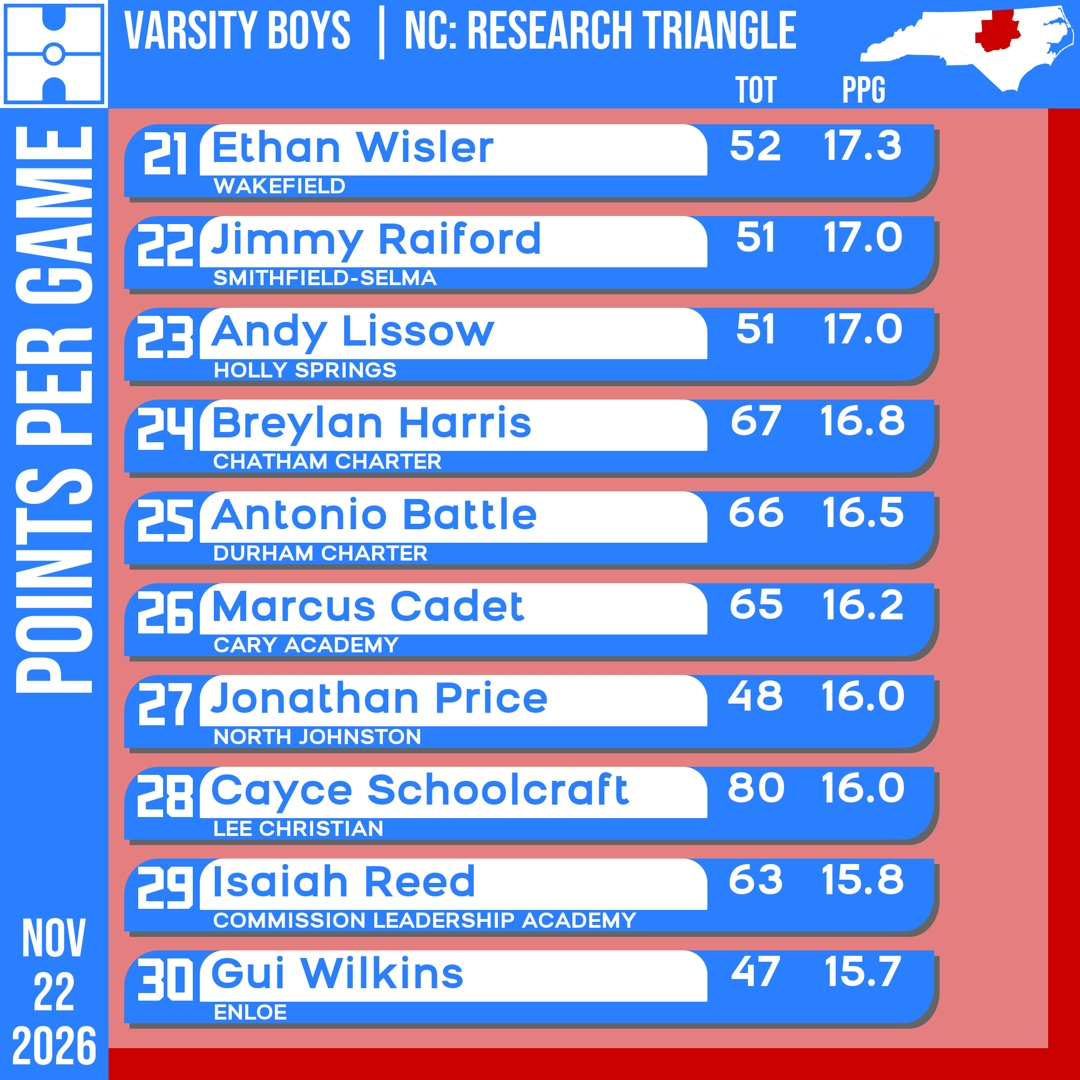 VARSITY BOYS | NC: RESEARCH TRIANGLE
TOT PPG
POINTS PER GAME
21 Ethan Wisler 52 17.3
WAKEFIELD
22 Jimmy Raiford 51 17.0
SMITHFIELD-SELMA
23 Andy Lissow 51 17.0
HOLLY SPRINGS
24 Breylan Harris 67 16.8
CHATHAM CHARTER
25 Antonio Battle 66 16.5
DURHAM CHARTER
26 Marcus Cadet 65 16.2
CARY ACADEMY
27 Jonathan Price 48 16.0
NORTH JOHNSTON
28 Cayce Schoolcraft 80 16.0
LEE CHRISTIAN
29 Isaiah Reed 63 15.8
COMMISSION LEADERSHIP ACADEMY
30 Gui Wilkins 47 15.7
ENLOE
NOV
22
2026